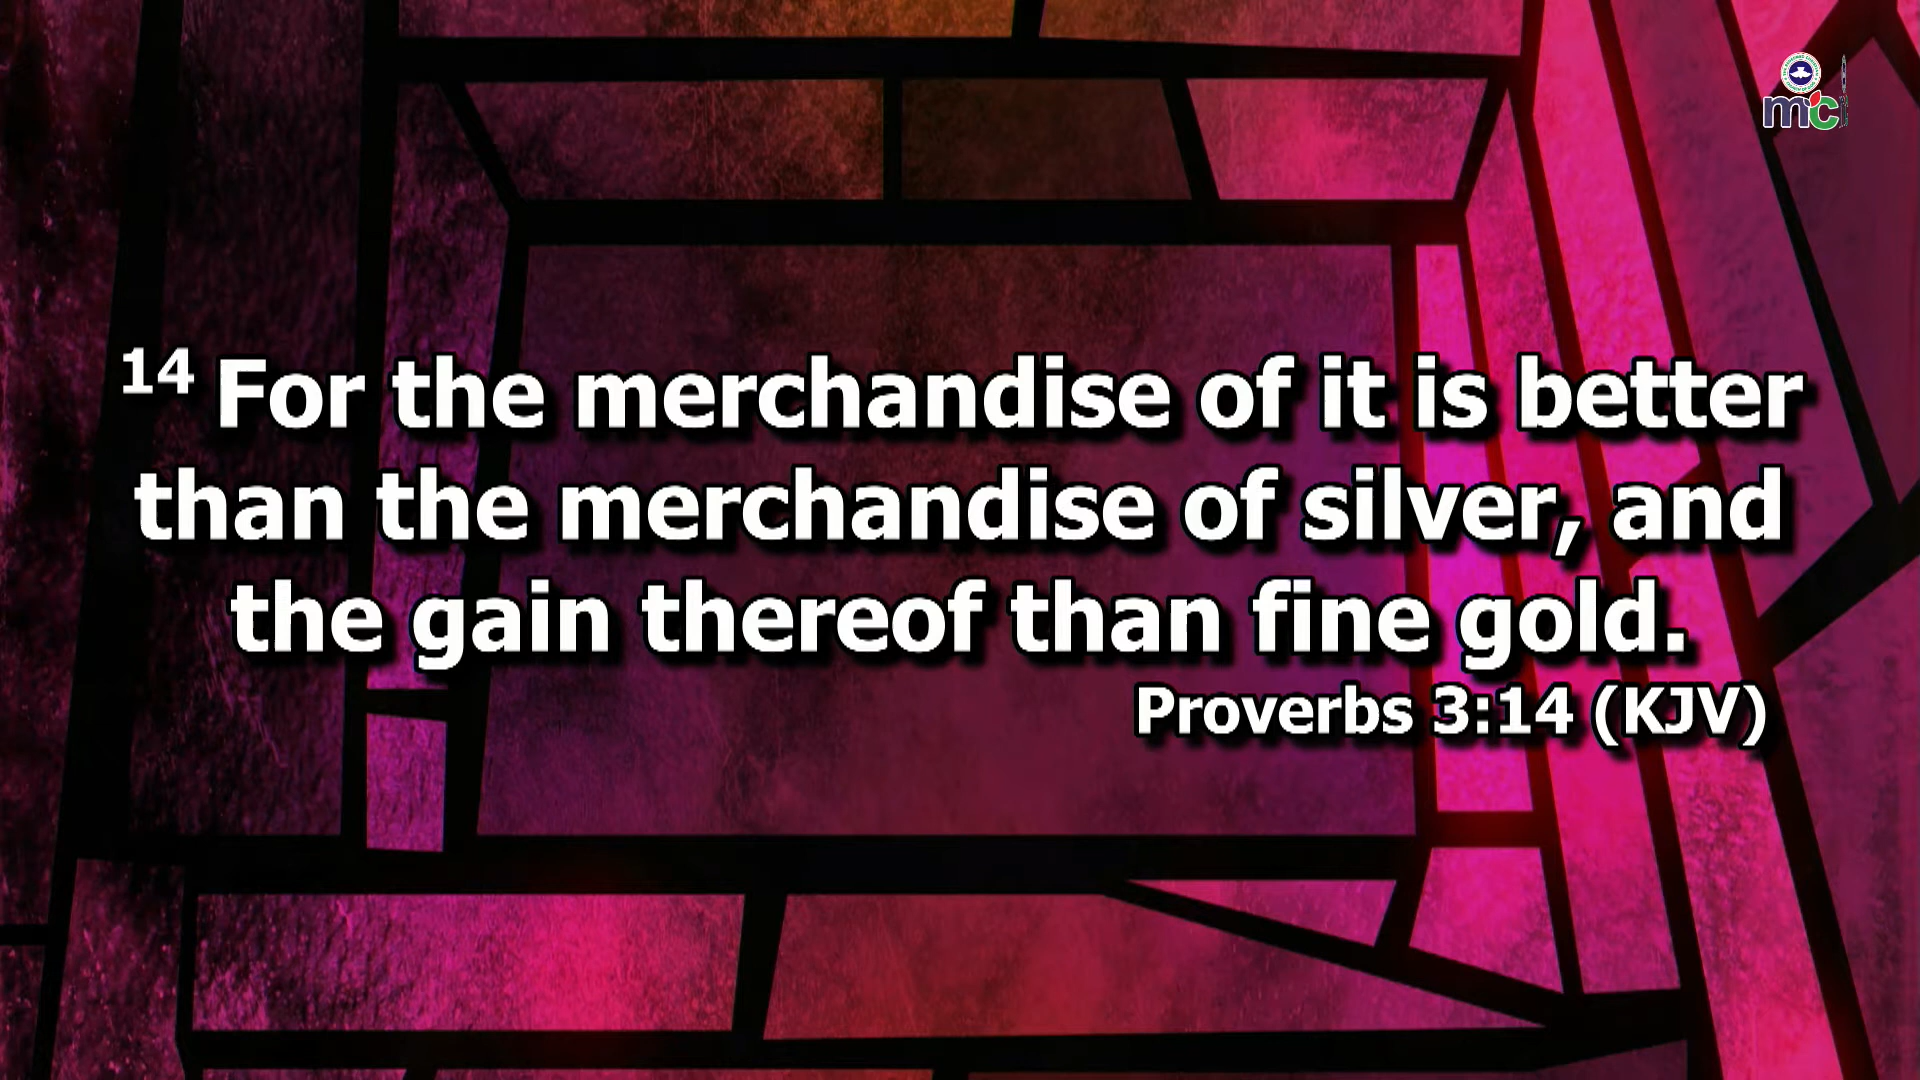 mc
14 For the merchandise of it is better
than the merchandise of silver, and
the gain thereof than fine gold.
Proverbs 3:14 (KJV)